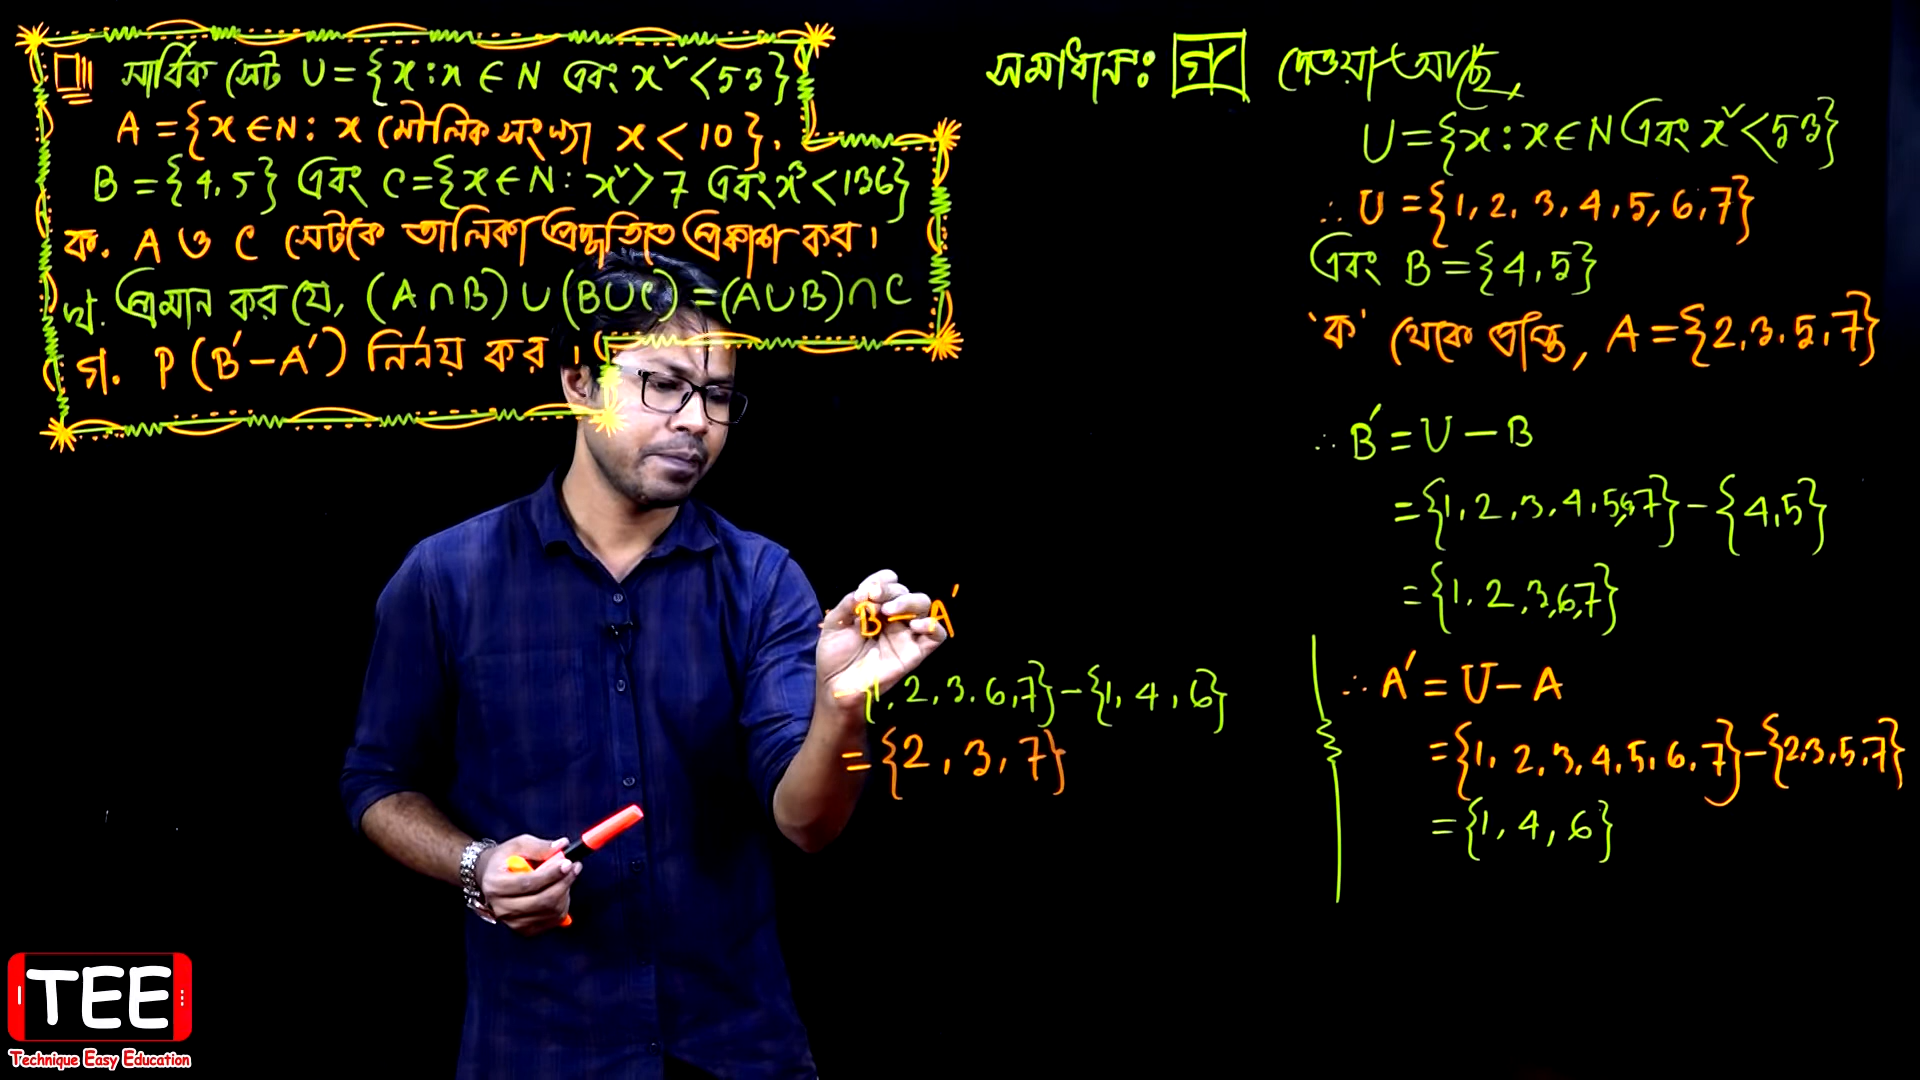 সার্বিক সেট U = {x : x ∈ N এবং x² < 53}
A = {x ∈ N : x মৌলিক সংখ্যা x < 10},
B = {4, 5} এবং C = {x ∈ N : x² > 7 এবং x³ < 136}
ক. A ও C সেটকে তালিকা পদ্ধতিতে প্রকাশ কর।
খ. প্রমান কর যে, (A ∩ B) ∪ (B ∪ C) = (A ∪ B) ∩ C
গ. P (B′ − A′) নির্নয় কর।
সমাধান: গ দেওয়া আছে,
U = {x : x ∈ N এবং x² < 53}
∴ U = {1, 2, 3, 4, 5, 6, 7}
এবং B = {4, 5}
'ক' থেকে প্রাপ্ত, A = {2, 3, 5, 7}
∴ B′ = U − B
= {1, 2, 3, 4, 5, 6, 7} − {4, 5}
= {1, 2, 3, 6, 7}
∴ A′ = U − A
= {1, 2, 3, 4, 5, 6, 7} − {2, 3, 5, 7}
= {1, 4, 6}
B − A′
= {1, 2, 3, 6, 7} − {1, 4, 6}
= {2, 3, 7}
TEE
Technique Easy Education